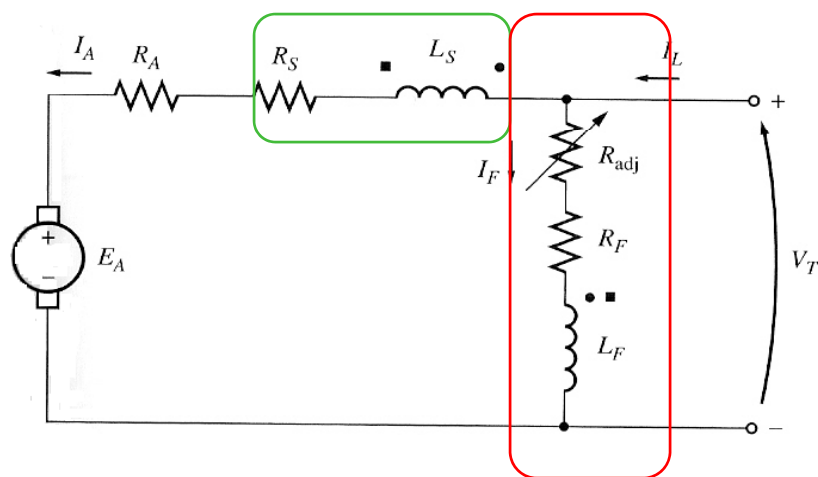 I_A
R_A
R_S
L_S
I_L
+
I_F
R_adj
R_F
+
E_A
−
V_T
L_F
−